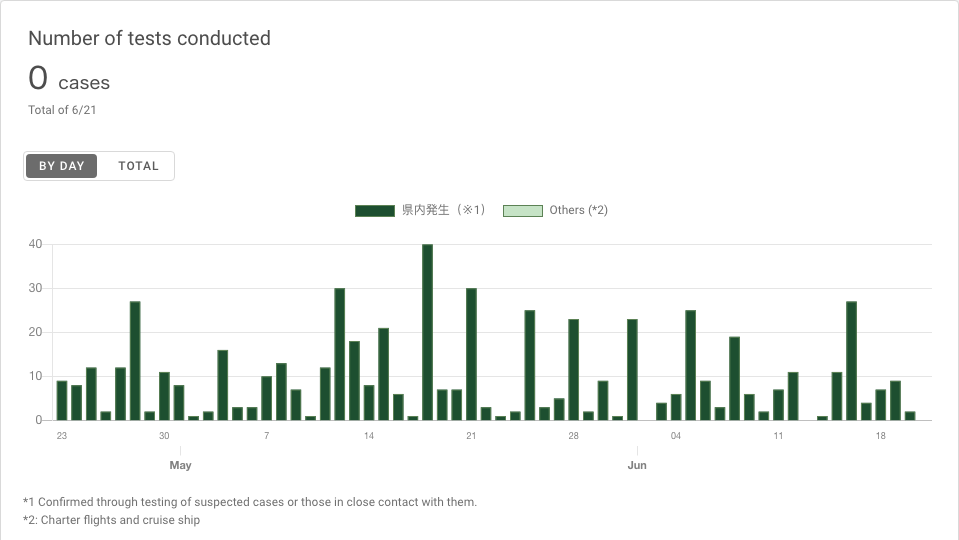 Number of tests conducted
0 cases
Total of 6/21
BY DAY TOTAL
県内発生（※1） Others (*2)
40
30
20
10
0
23 30 7 14 21 28 04 11 18
May Jun
*1 Confirmed through testing of suspected cases or those in close contact with them.
*2: Charter flights and cruise ship